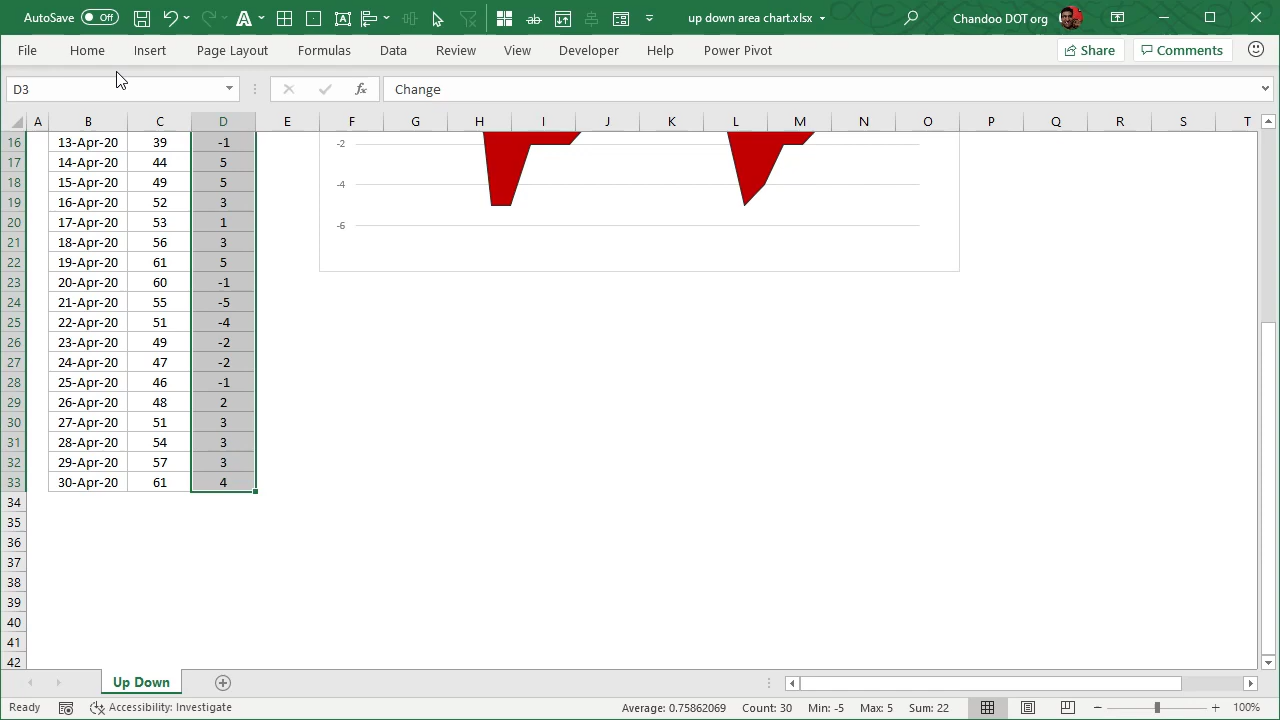 AutoSave Off up down area chart.xlsx Chandoo DOT org
File Home Insert Page Layout Formulas Data Review View Developer Help Power Pivot Share Comments
D3 fx Change
A B C D E F G H I J K L M N O P Q R S T
16 13-Apr-20 39 -1 -2
17 14-Apr-20 44 5
18 15-Apr-20 49 5 -4
19 16-Apr-20 52 3
20 17-Apr-20 53 1 -6
21 18-Apr-20 56 3
22 19-Apr-20 61 5
23 20-Apr-20 60 -1
24 21-Apr-20 55 -5
25 22-Apr-20 51 -4
26 23-Apr-20 49 -2
27 24-Apr-20 47 -2
28 25-Apr-20 46 -1
29 26-Apr-20 48 2
30 27-Apr-20 51 3
31 28-Apr-20 54 3
32 29-Apr-20 57 3
33 30-Apr-20 61 4
34
35
36
37
38
39
40
41
42
Up Down
Ready Accessibility: Investigate Average: 0.75862069 Count: 30 Min: -5 Max: 5 Sum: 22 100%